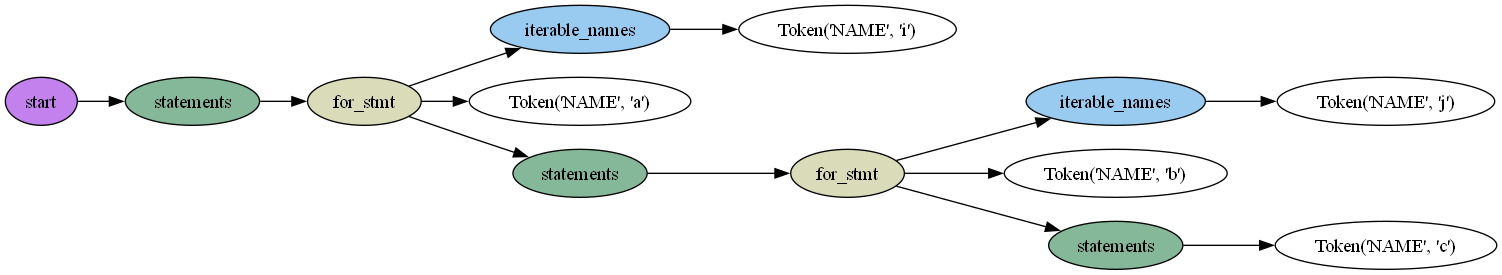 start
statements
for_stmt
iterable_names
Token('NAME', 'i')
Token('NAME', 'a')
statements
for_stmt
iterable_names
Token('NAME', 'j')
Token('NAME', 'b')
statements
Token('NAME', 'c')